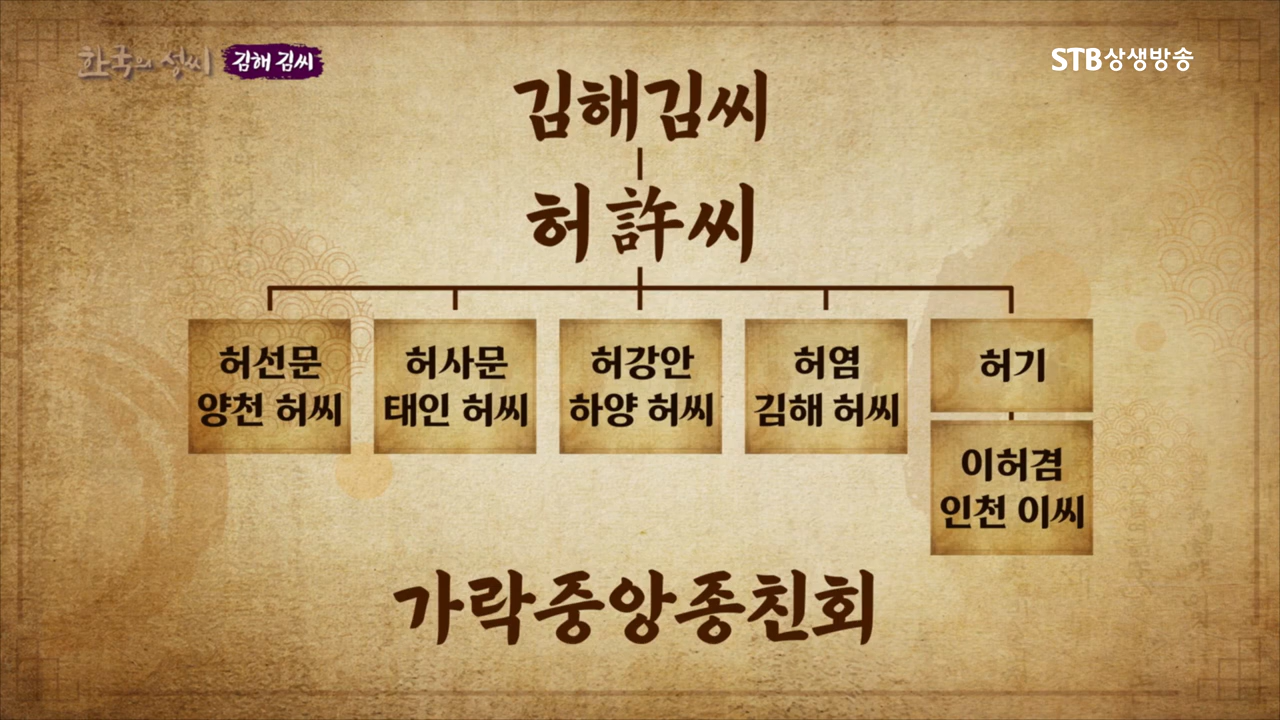 한국의 성씨 김해 김씨
STB상생방송
김해김씨
허許씨
허선문
양천 허씨
허사문
태인 허씨
허강안
하양 허씨
허염
김해 허씨
허기
이허겸
인천 이씨
가락중앙종친회